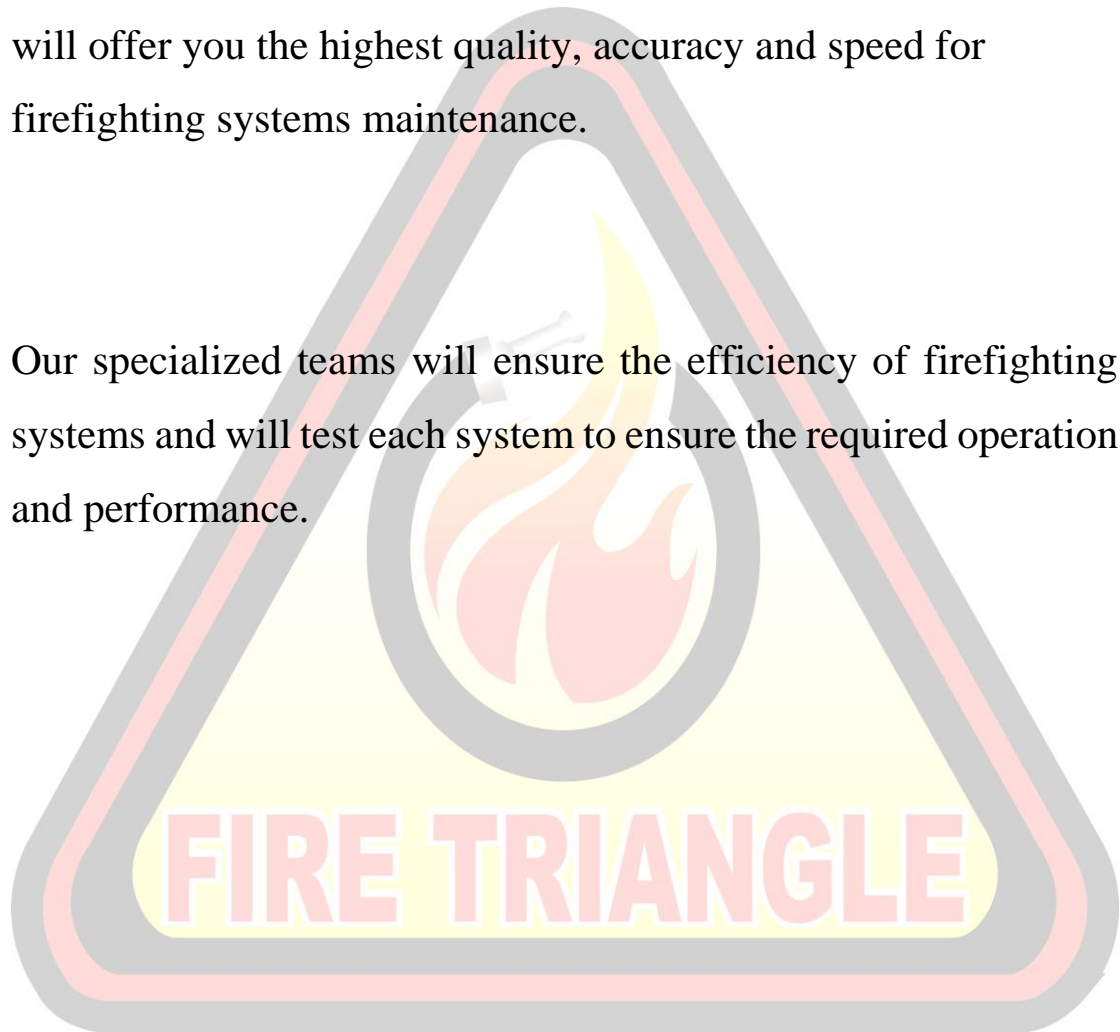 will offer you the highest quality, accuracy and speed for
firefighting systems maintenance.
Our specialized teams will ensure the efficiency of firefighting
systems and will test each system to ensure the required operation
and performance.
FIRE TRIANGLE